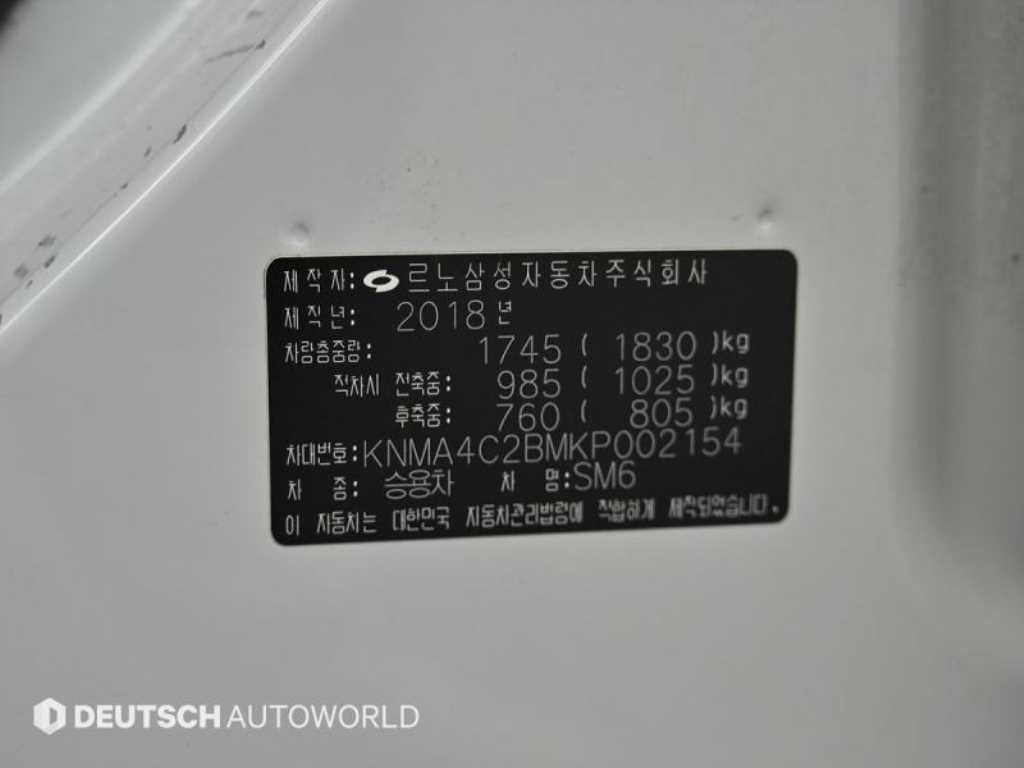 제 작 자: 르노삼성자동차주식회사
제 작 년: 2018년
차량총중량: 1745 ( 1830 )kg
적차시 전축중: 985 ( 1025 )kg
후축중: 760 ( 805 )kg
차대번호: KNMA4C2BMKP002154
차 종: 승용차 차 명: SM6
이 자동차는 대한민국 자동차관리법령에 적합하게 제작되었습니다.
DEUTSCH AUTOWORLD